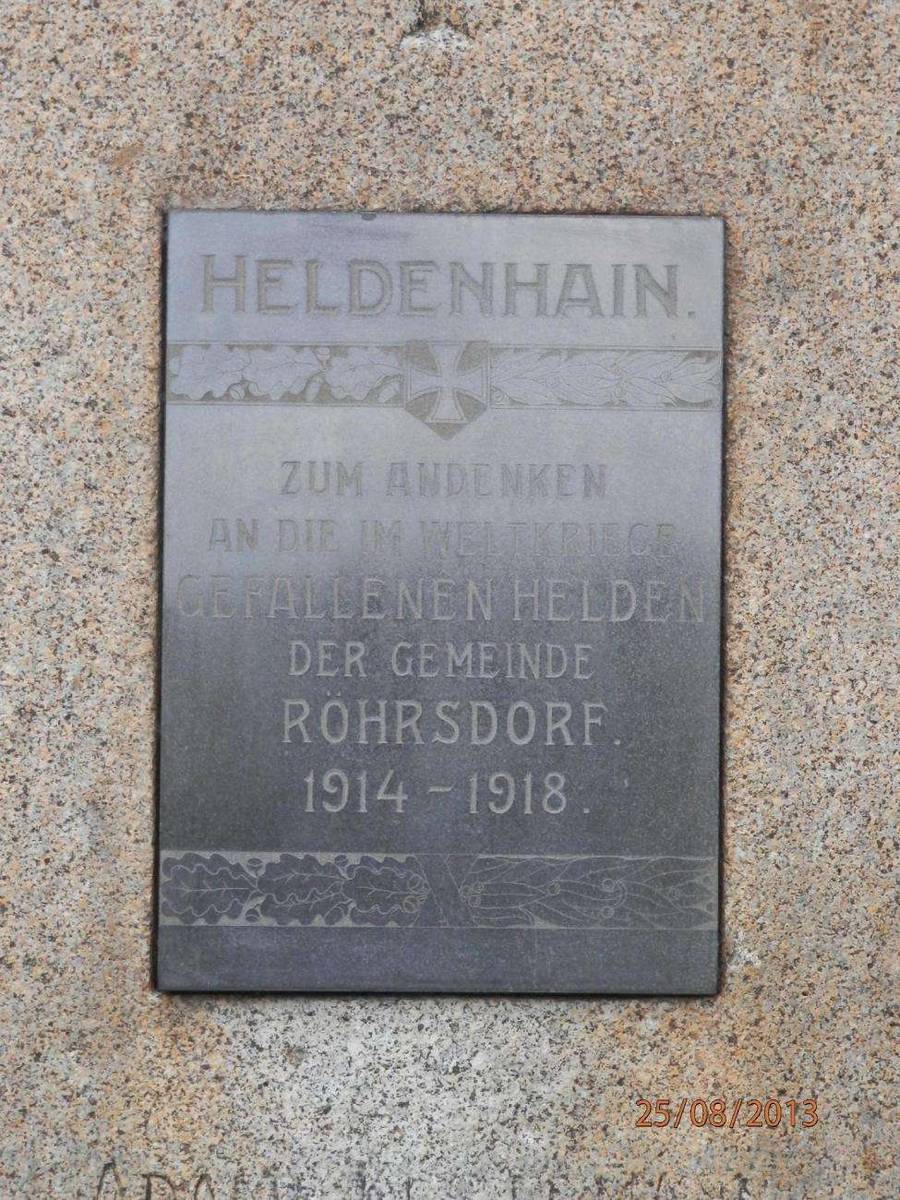 HELDENHAIN.
ZUM ANDENKEN
AN DIE IM WELTKRIEGE
GEFALLENEN HELDEN
DER GEMEINDE
RÖHRSDORF.
1914 - 1918.
25/08/2013